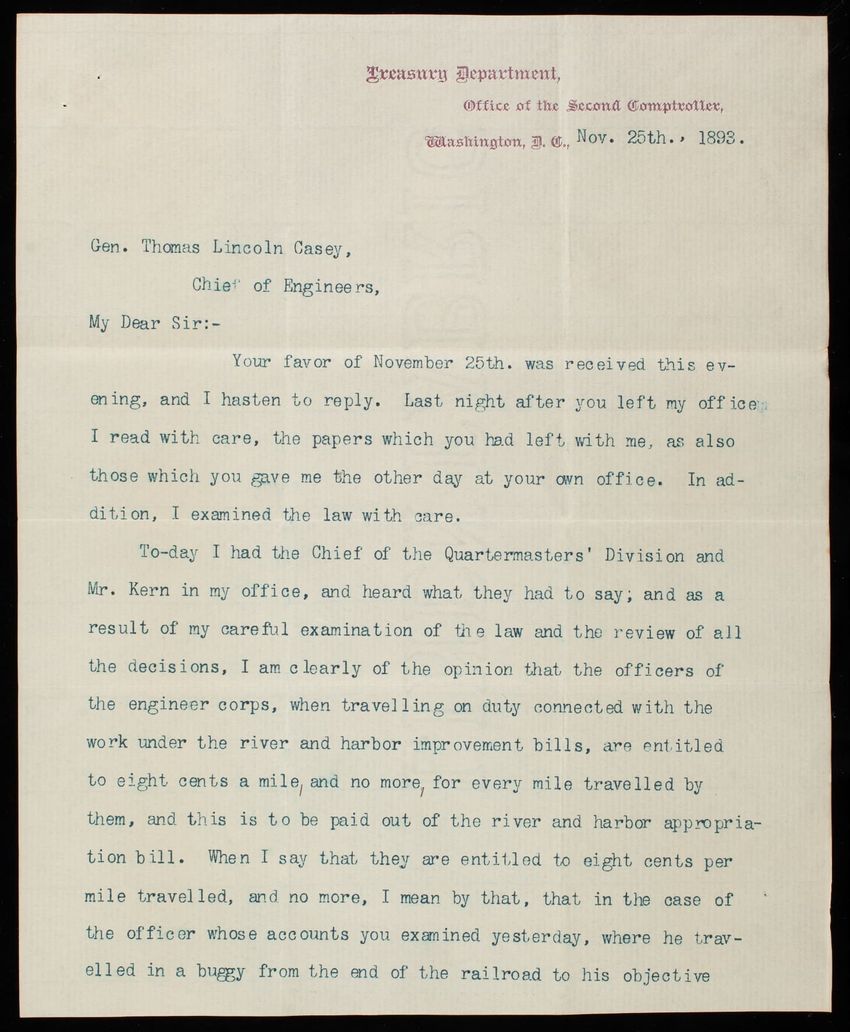 Treasury Department,
Office of the Second Comptroller,
Washington, D. C., Nov. 25th., 1893.
Gen. Thomas Lincoln Casey,
Chief of Engineers,
My Dear Sir:-
Your favor of November 25th. was received this ev-
ening, and I hasten to reply. Last night after you left my office
I read with care, the papers which you had left with me, as also
those which you gave me the other day at your own office. In ad-
dition, I examined the law with care.
To-day I had the Chief of the Quartermasters' Division and
Mr. Kern in my office, and heard what they had to say; and as a
result of my careful examination of the law and the review of all
the decisions, I am clearly of the opinion that the officers of
the engineer corps, when travelling on duty connected with the
work under the river and harbor improvement bills, are entitled
to eight cents a mile, and no more, for every mile travelled by
them, and this is to be paid out of the river and harbor appropria-
tion bill. When I say that they are entitled to eight cents per
mile travelled, and no more, I mean by that, that in the case of
the officer whose accounts you examined yesterday, where he trav-
elled in a buggy from the end of the railroad to his objective